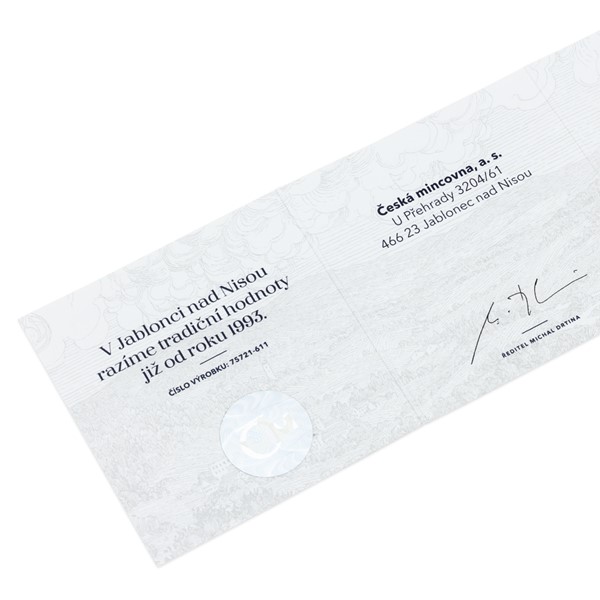 V Jablonci nad Nisou
razíme tradiční hodnoty
již od roku 1993.
ČÍSLO VÝROBKU: 75721-611
Česká mincovna, a. s.
U Přehrady 3204/61
466 23 Jablonec nad Nisou
ŘEDITEL MICHAL DRTINA